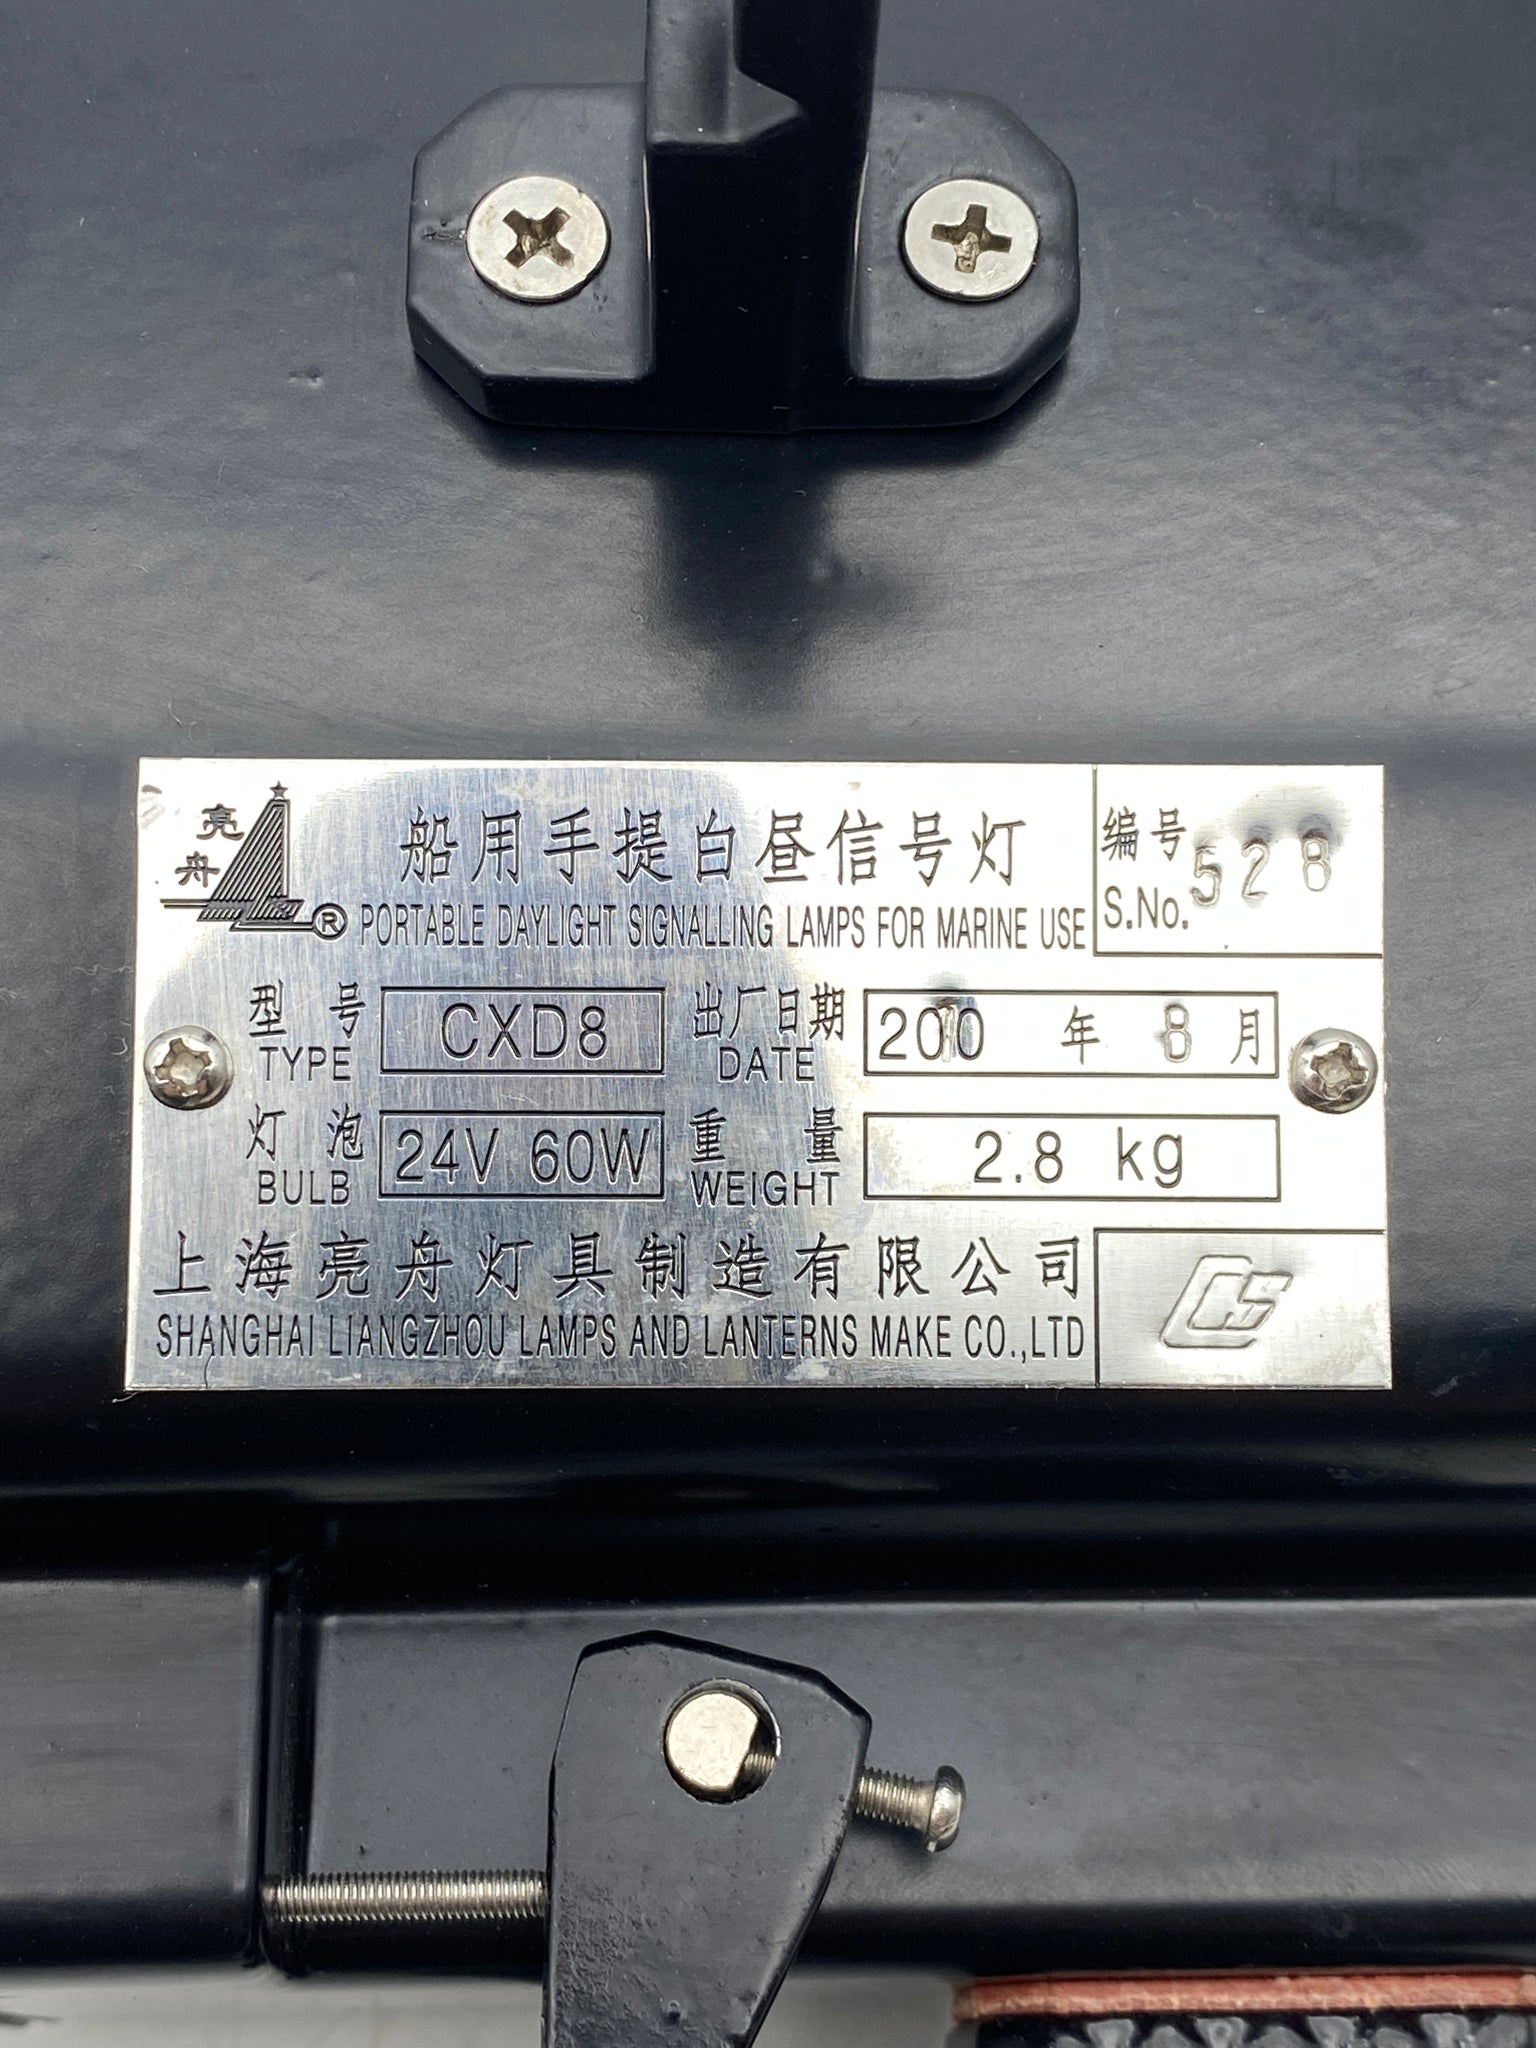 亮舟
®
船用手提白昼信号灯
PORTABLE DAYLIGHT SIGNALLING LAMPS FOR MARINE USE
编号
S.No. 528
型号
TYPE
CXD8
出厂日期
DATE
年 8 月
灯泡
BULB
24V 60W
重量
WEIGHT
2.8 kg
上海亮舟灯具制造有限公司
SHANGHAI LIANGZHOU LAMPS AND LANTERNS MAKE CO.,LTD